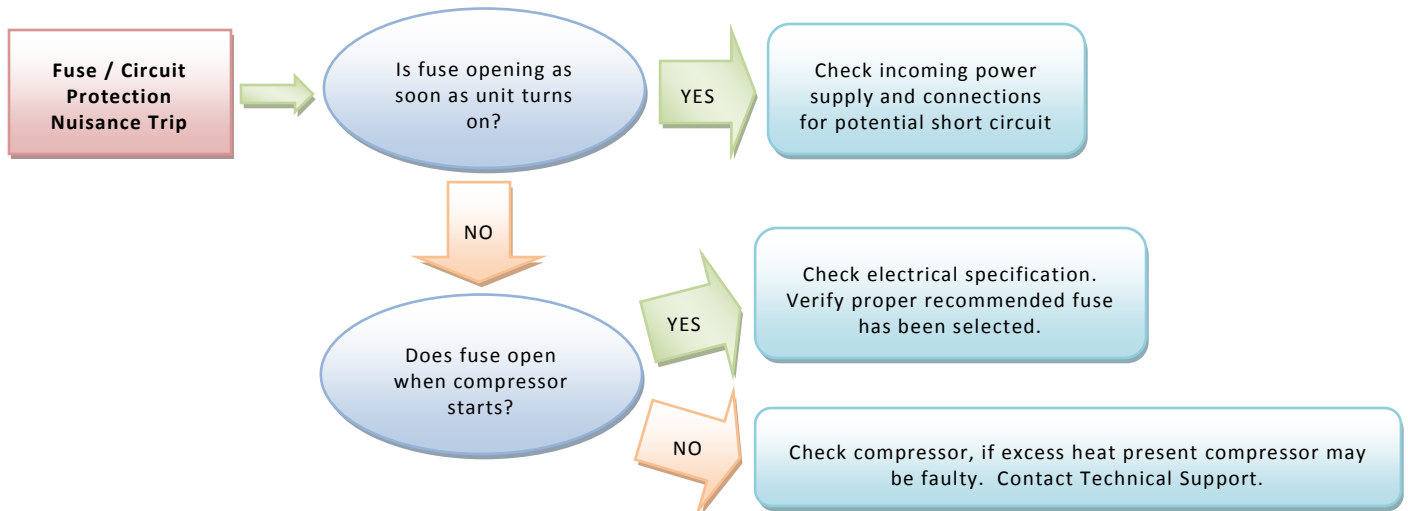 Fuse / Circuit
Protection
Nuisance Trip
Is fuse opening as
soon as unit turns
on?
YES
Check incoming power
supply and connections
for potential short circuit
NO
Does fuse open
when compressor
starts?
YES
Check electrical specification.
Verify proper recommended fuse
has been selected.
NO
Check compressor, if excess heat present compressor may
be faulty.  Contact Technical Support.